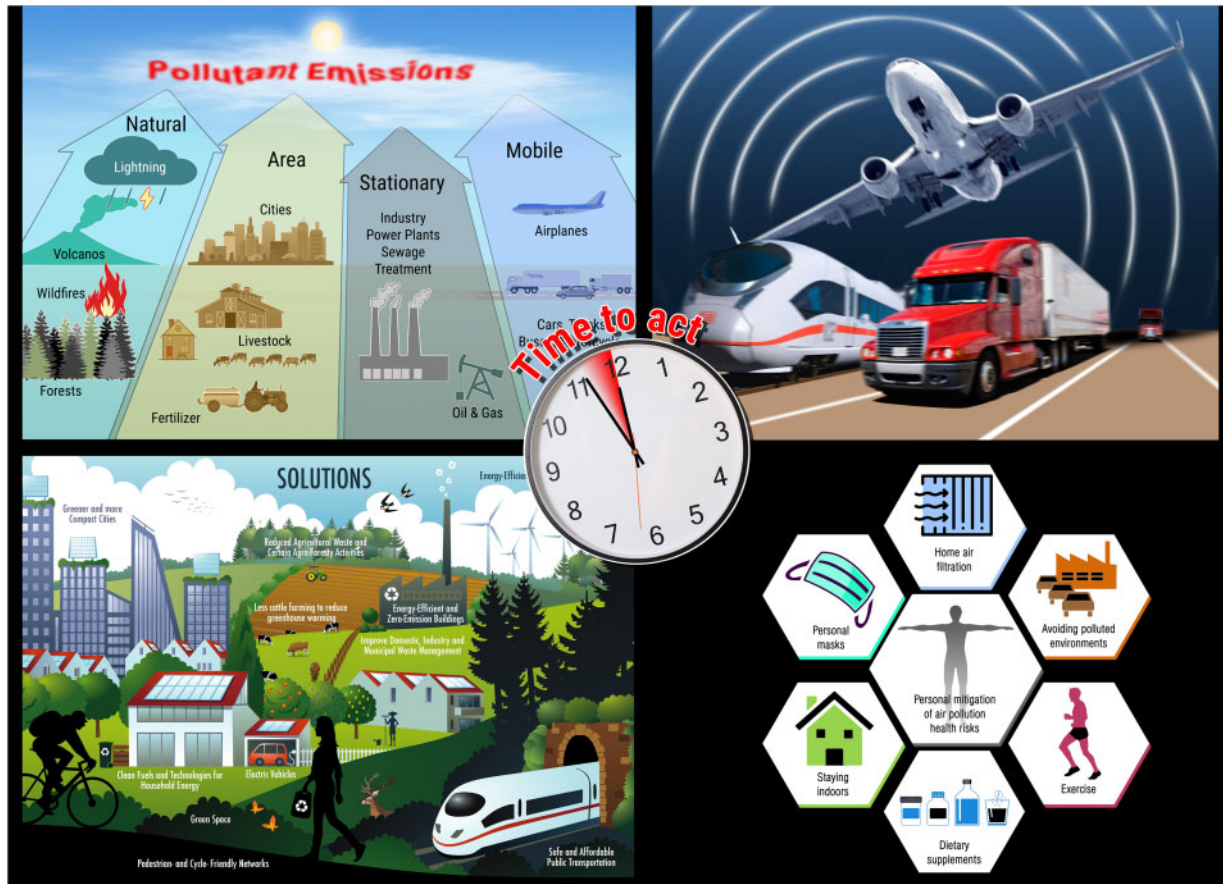 Pollutant Emissions
Natural
Lightning
Volcanos
Wildfires
Forests
Area
Cities
Livestock
Fertilizer
Stationary
Industry
Power Plants
Sewage
Treatment
Oil & Gas
Mobile
Airplanes
Cars,
Time to act
12
1
2
3
4
5
6
7
8
9
10
11
SOLUTIONS
Energy-Efficient
Greener and more
Compact Cities
Reduced Agricultural Waste and
Certain Agro-Foresty Activities
Less cattle farming to reduce
greenhouse warming
Energy-Efficient and
Zero-Emission Buildings
Improve Domestic, Industry and
Municipal Waste Management
Clean Fuels and Technologies for
Household Energy
Electric Vehicles
Green Space
Pedestrian- and Cycle- Friendly Networks
Safe and Affordable
Public Transportation
Home air
filtration
Personal
masks
Avoiding polluted
environments
Personal mitigation
of air pollution
health risks
Staying
indoors
Exercise
Dietary
supplements